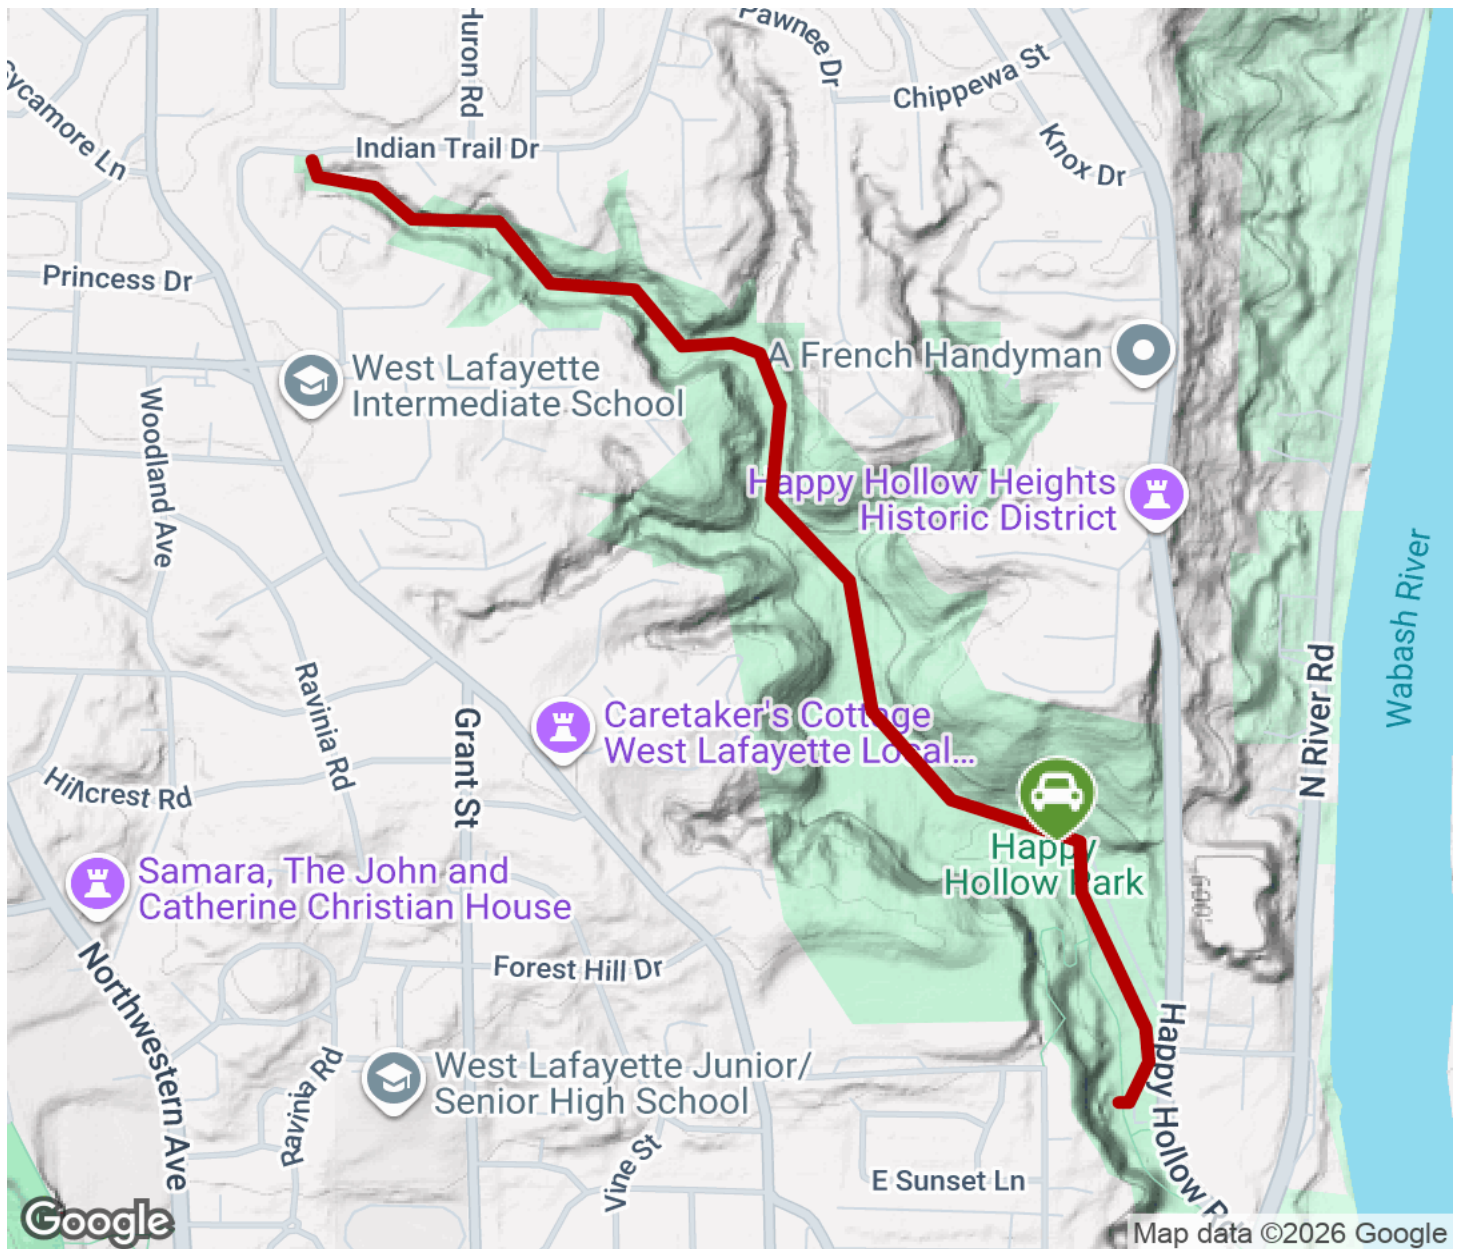 Huron Rd
Pawnee Dr
Chippewa St
Sycamore Ln
Indian Trail Dr
Knox Dr
Princess Dr
A French Handyman
West Lafayette
Intermediate School
Woodland Ave
Happy Hollow Heights
Historic District
Wabash River
N River Rd
Ravinia Rd
Grant St
Caretaker's Cottage
West Lafayette Local...
Hillcrest Rd
Happy
Hollow Park
Samara, The John and
Catherine Christian House
600
Northwestern Ave
Forest Hill Dr
Happy Hollow Rd
Ravinia Rd
West Lafayette Junior/
Senior High School
Vine St
E Sunset Ln
Google
Map data ©2026 Google